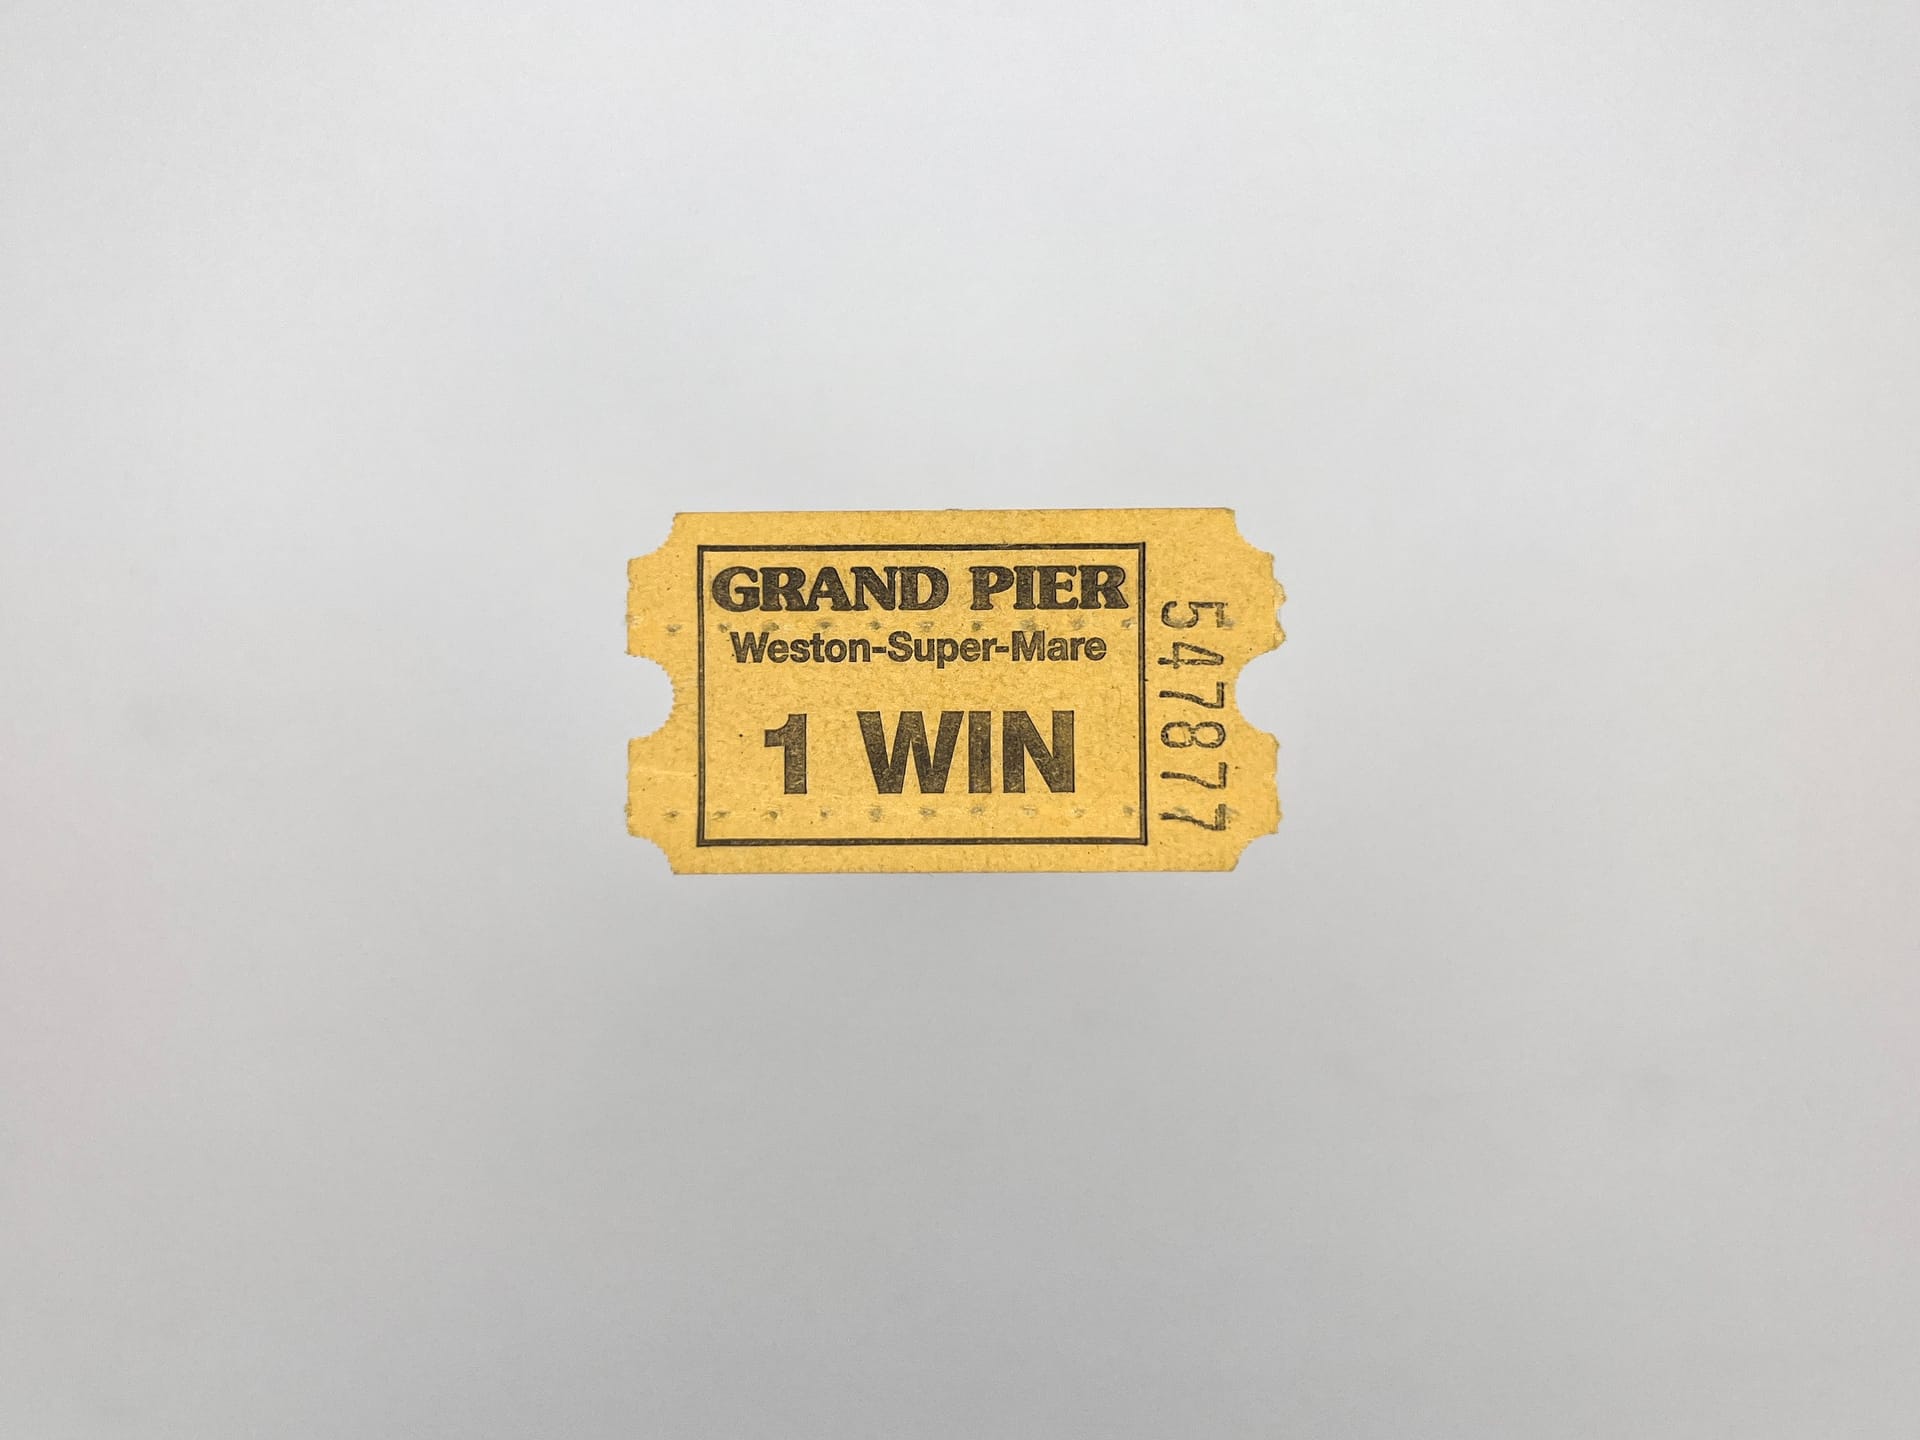 GRAND PIER
Weston-Super-Mare
1 WIN
547877